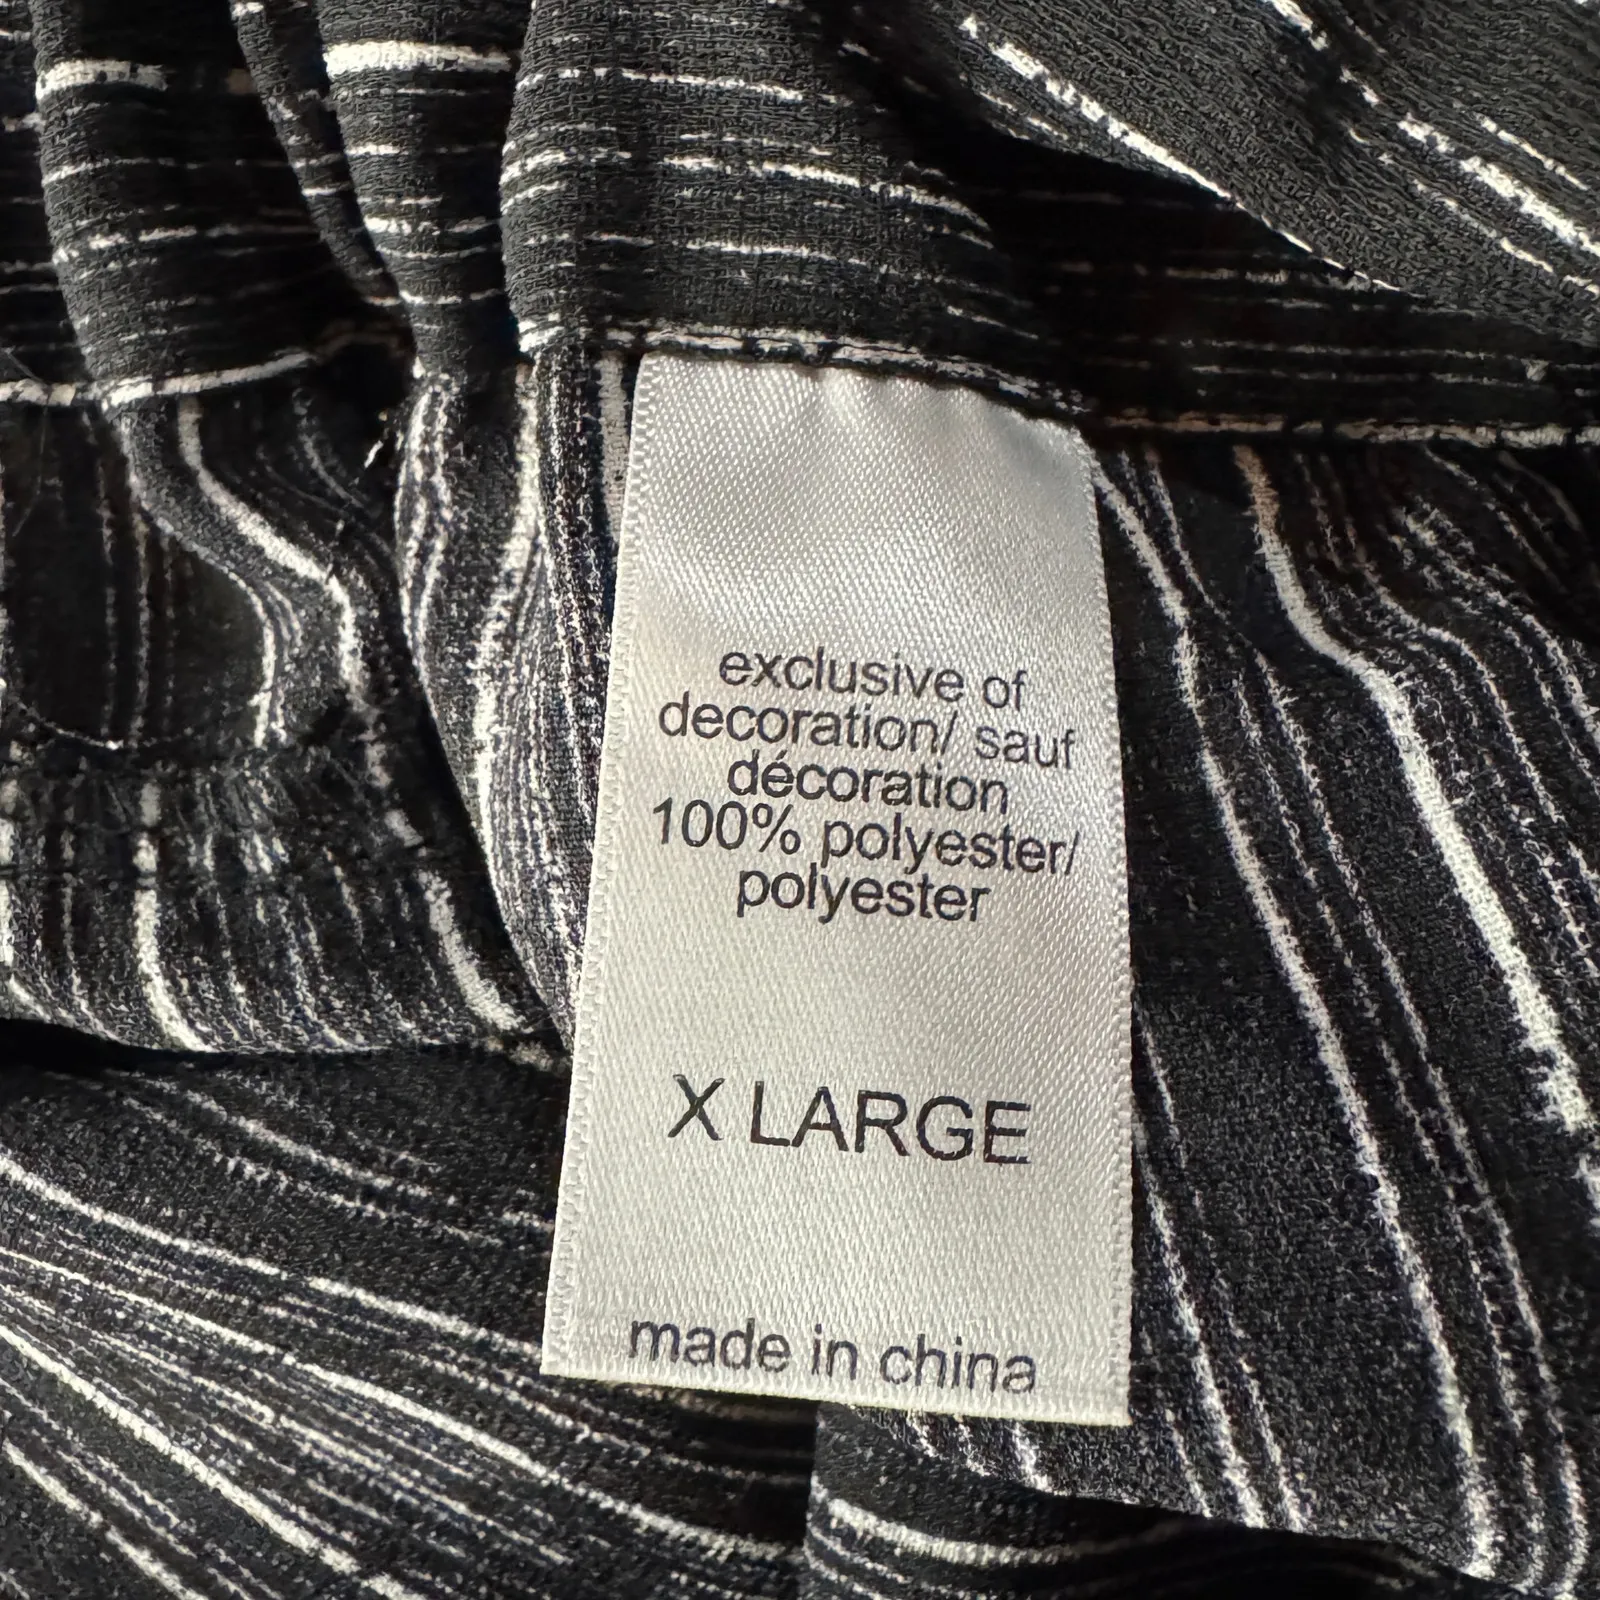 exclusive of
decoration/ sauf
décoration
100% polyester/
polyester
X LARGE
made in china